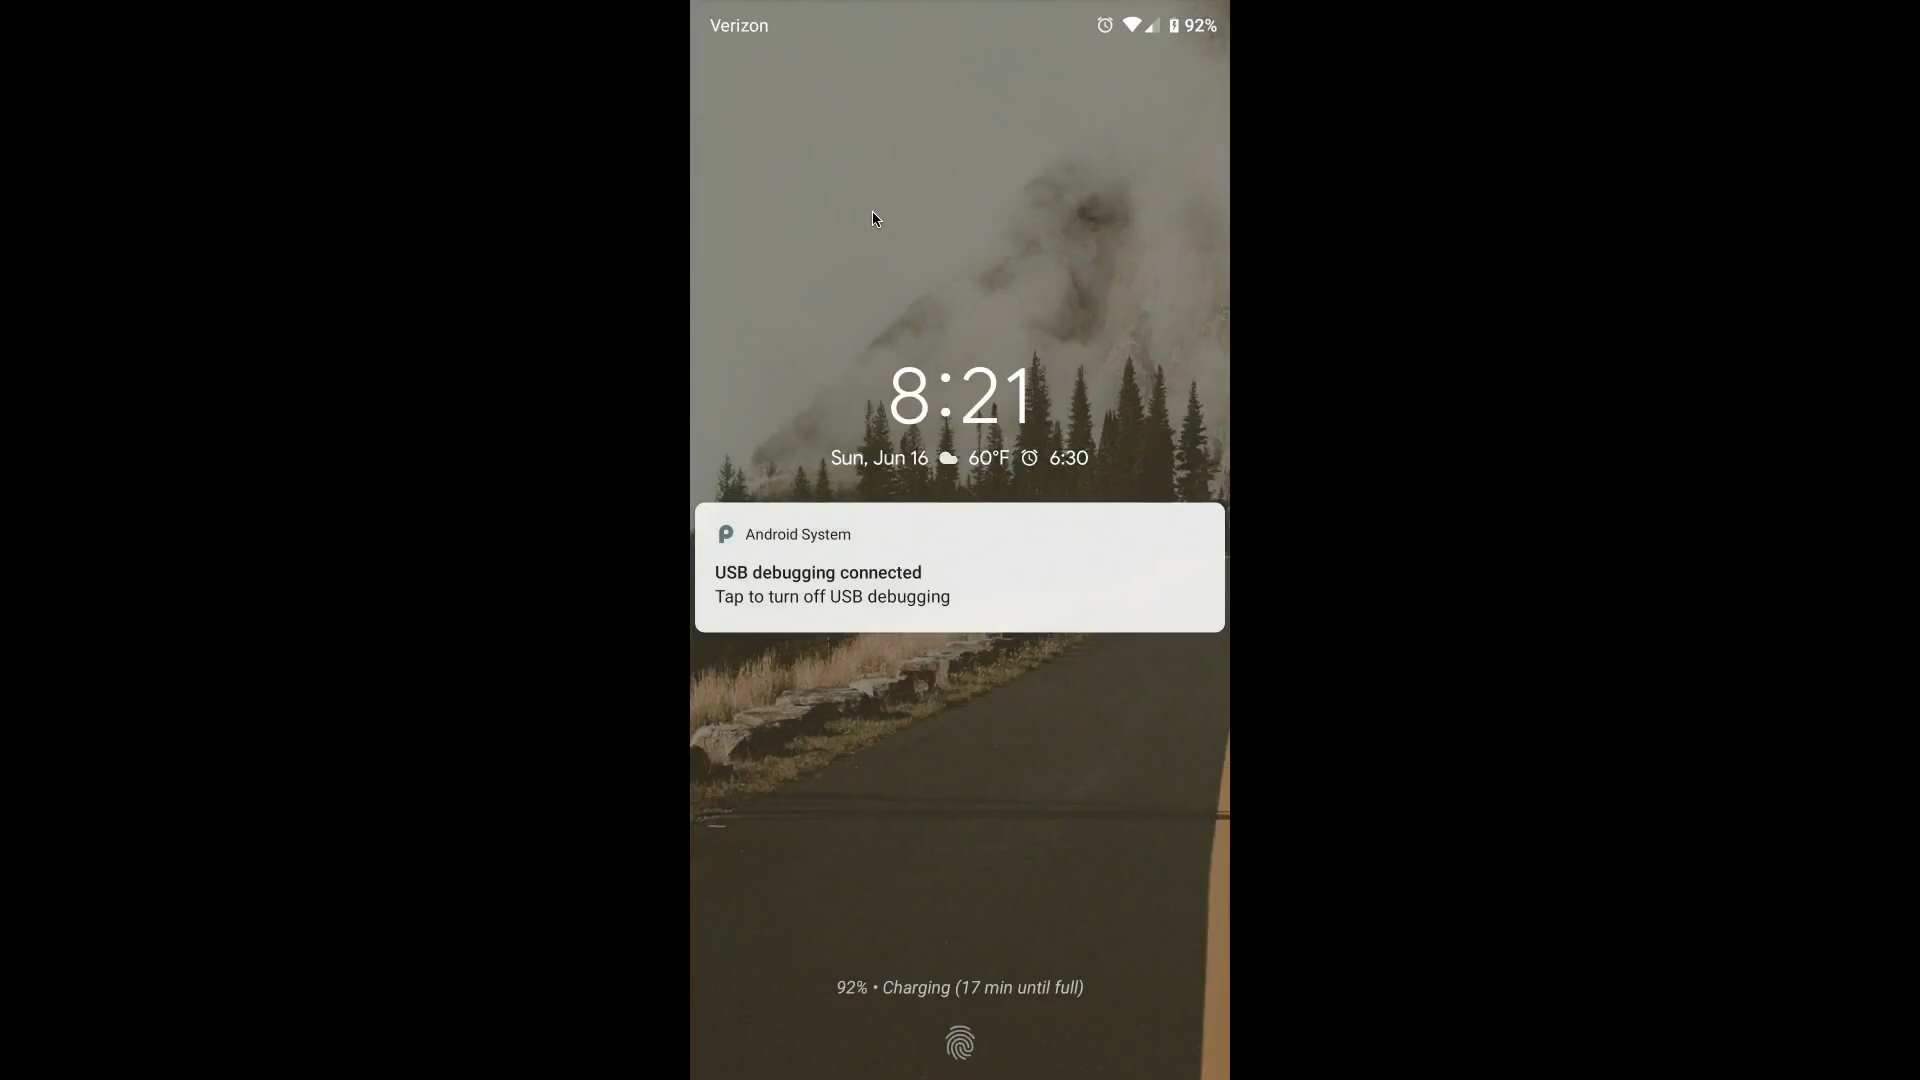 Verizon 92%
8:21
Sun, Jun 16 60°F 6:30
Android System
USB debugging connected
Tap to turn off USB debugging
92% • Charging (17 min until full)